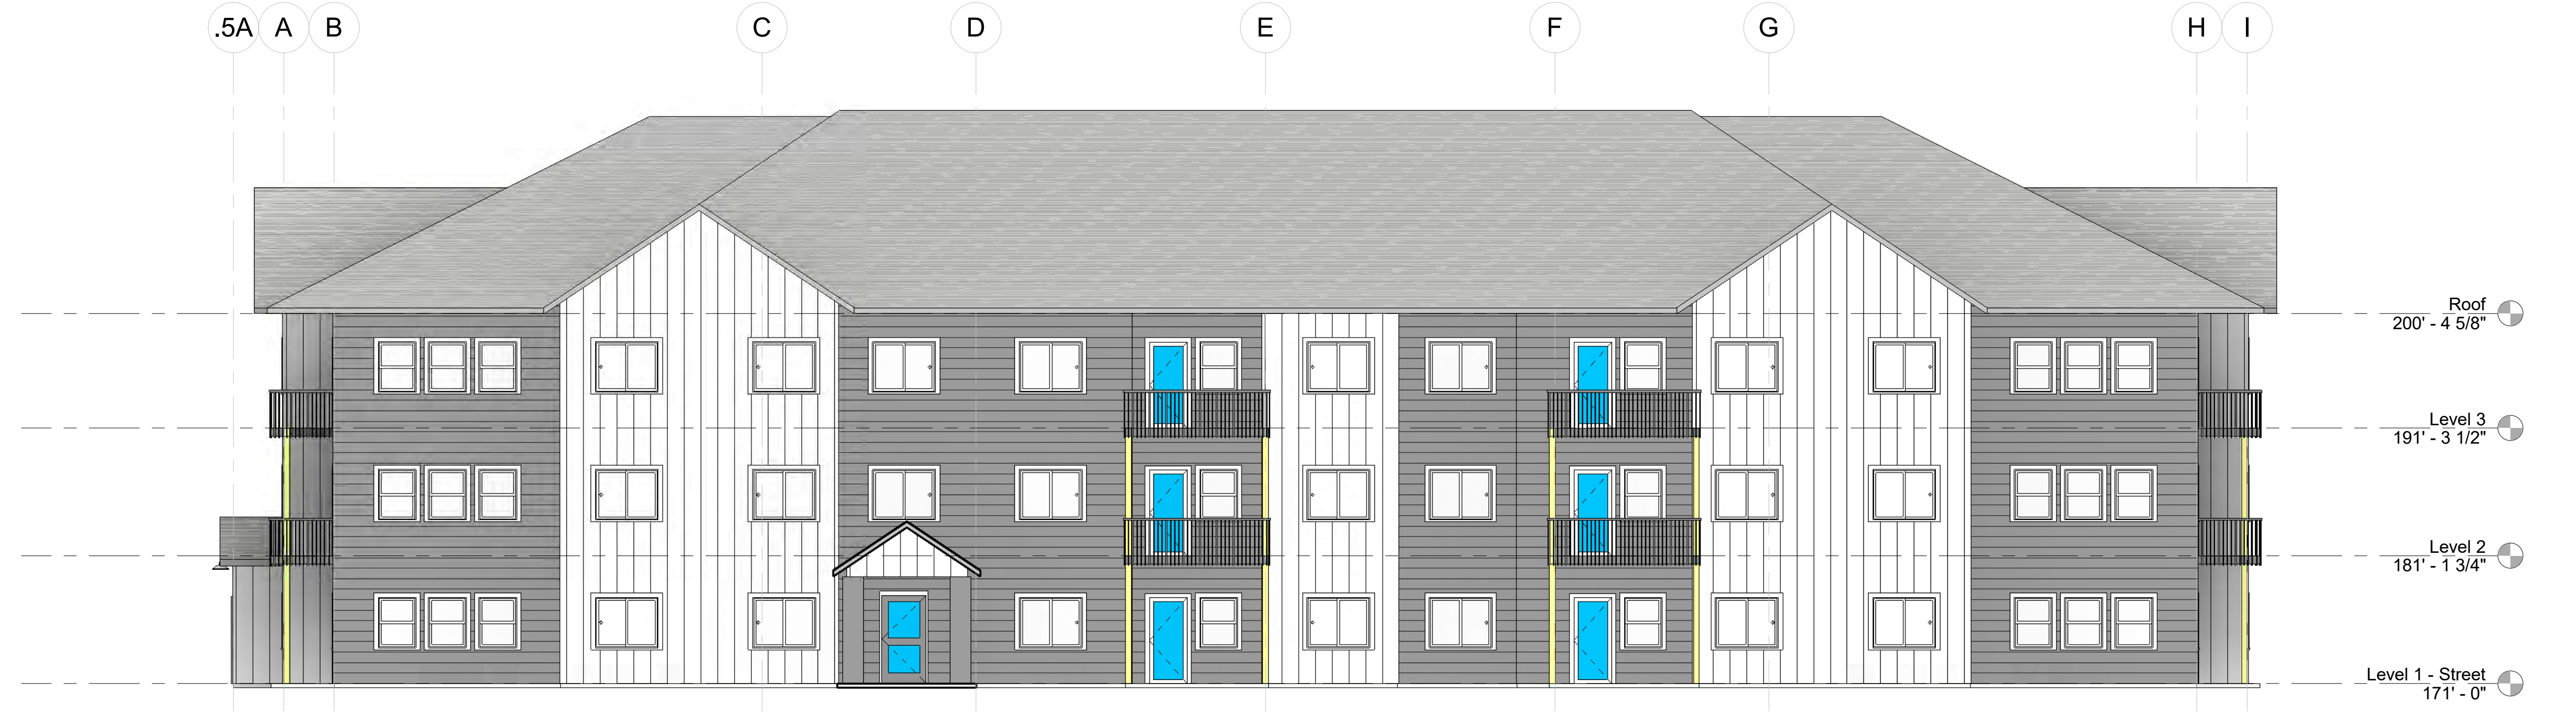 .5A A B C D E F G H I
Roof
200' - 4 5/8"
Level 3
191' - 3 1/2"
Level 2
181' - 1 3/4"
Level 1 - Street
171' - 0"